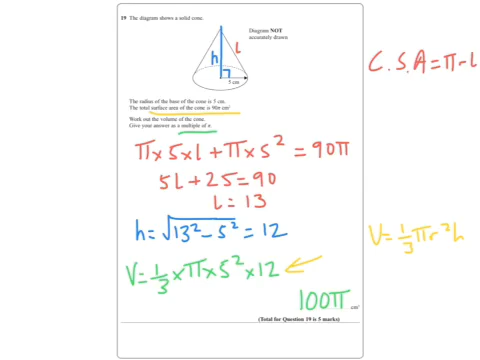 19 The diagram shows a solid cone.
Diagram NOT
accurately drawn
h
l
5 cm
C.S.A = πrl
The radius of the base of the cone is 5 cm.
The total surface area of the cone is 90π cm²
Work out the volume of the cone.
Give your answer as a multiple of π.
π×5×l + π×5² = 90π
5l + 25 = 90
l = 13
h = √13² – 5² = 12
V = 1/3 πr²h
V = 1/3 × π × 5² × 12
100π cm³
(Total for Question 19 is 5 marks)